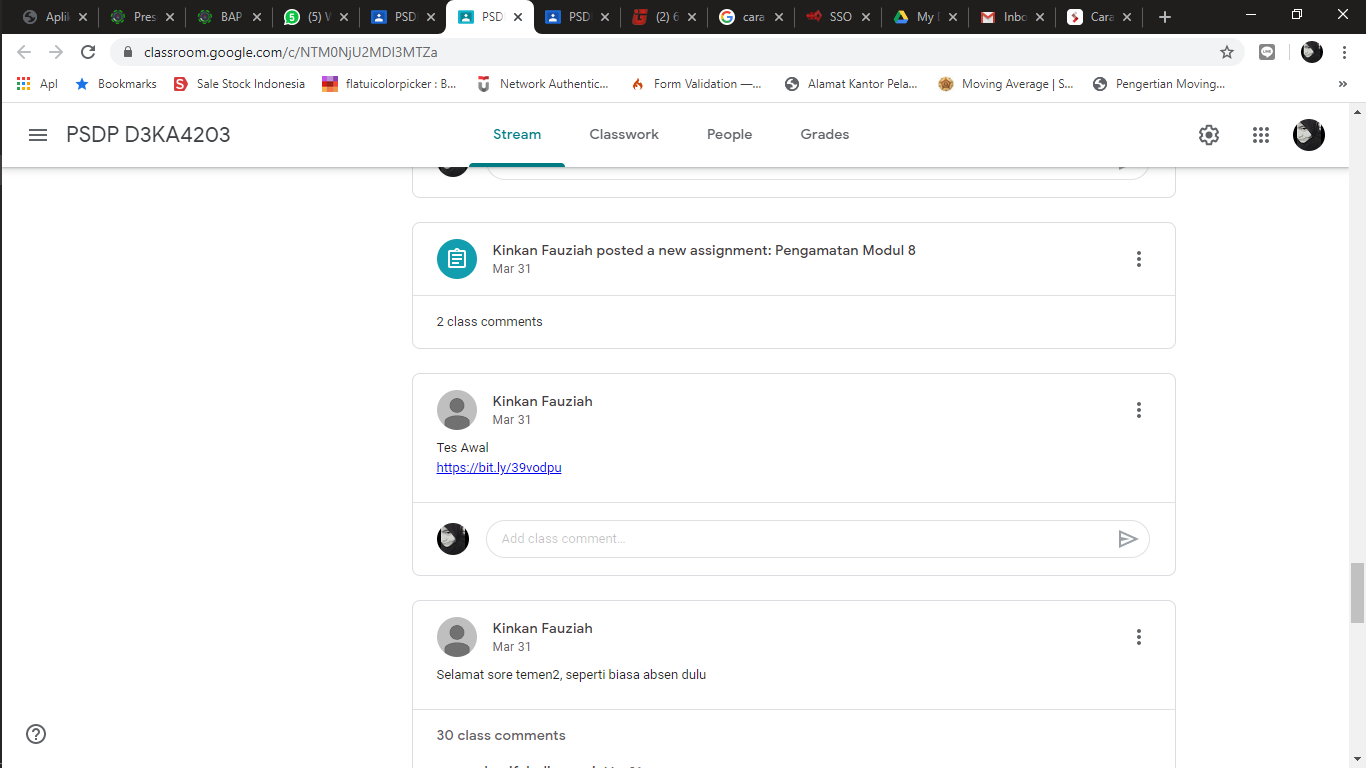 Aplik
Pres
BAP
(5) W
PSD
PSD
PSD
(2) 6
cara
SSO
My D
Inbo
Cara
classroom.google.com/c/NTM0NjU2MDI3MTZa
Apl
Bookmarks
Sale Stock Indonesia
flatuicolorpicker : B...
Network Authentic...
Form Validation —...
Alamat Kantor Pela...
Moving Average | S...
Pengertian Moving...
»
PSDP D3KA4203
Stream
Classwork
People
Grades
Kinkan Fauziah posted a new assignment: Pengamatan Modul 8
Mar 31
2 class comments
Kinkan Fauziah
Mar 31
Tes Awal
https://bit.ly/39vodpu
Add class comment...
Kinkan Fauziah
Mar 31
Selamat sore temen2, seperti biasa absen dulu
30 class comments